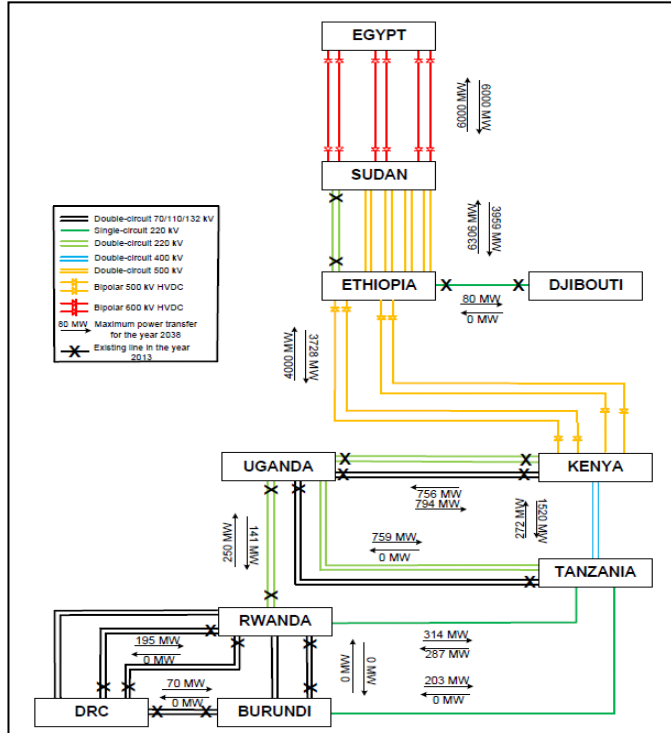 EGYPT
6000 MW
6000 MW
SUDAN
Double-circuit 70/110/132 kV
Single-circuit 220 kV
Double-circuit 220 kV
Double-circuit 400 kV
Double-circuit 500 kV
Bipolar 500 kV HVDC
Bipolar 600 kV HVDC
80 MW
Maximum power transfer
for the year 2038
X
Existing line in the year
2013
6306 MW
3959 MW
ETHIOPIA
DJIBOUTI
80 MW
0 MW
4000 MW
3728 MW
UGANDA
KENYA
756 MW
794 MW
272 MW
1520 MW
250 MW
141 MW
759 MW
0 MW
TANZANIA
RWANDA
195 MW
0 MW
0 MW
0 MW
314 MW
287 MW
70 MW
0 MW
203 MW
0 MW
DRC
BURUNDI